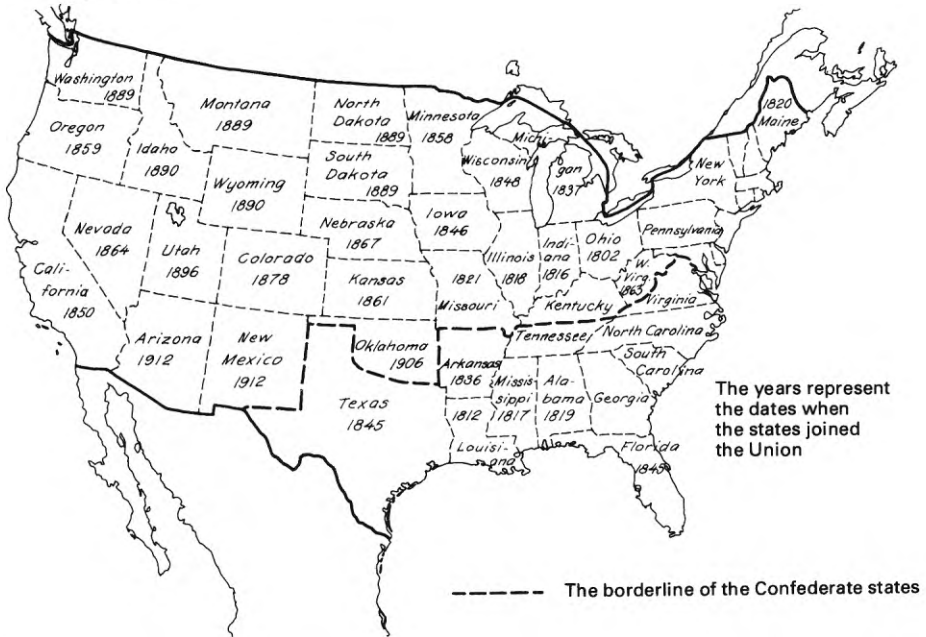 Washington
1889
Oregon
1859
Idaho
1890
Montana
1889
North
Dakota
1889
South
Dakota
1889
Minnesota
1858
Wyoming
1890
Nebraska
1867
Nevada
1864
Utah
1896
Colorado
1878
Kansas
1861
Cali-
fornia
1850
Arizona
1912
New
Mexico
1912
Oklahoma
1906
Texas
1845
Iowa
1846
1821
Missouri
Wisconsin
1848
Michi-
gan
1837
Illinois
1818
Indi-
ana
1816
Ohio
1802
Kentucky
Tennessee
Arkansas
1836
1812
Louisi-
ana
Missis
sippi
1817
Ala-
bama
1819
Georgia
Florida
1845
South
Carolina
North Carolina
Virginia
W.
Virg.
1863
Pennsylvania
New
York
1820
Maine
The years represent
the dates when
the states joined
the Union
The borderline of the Confederate states